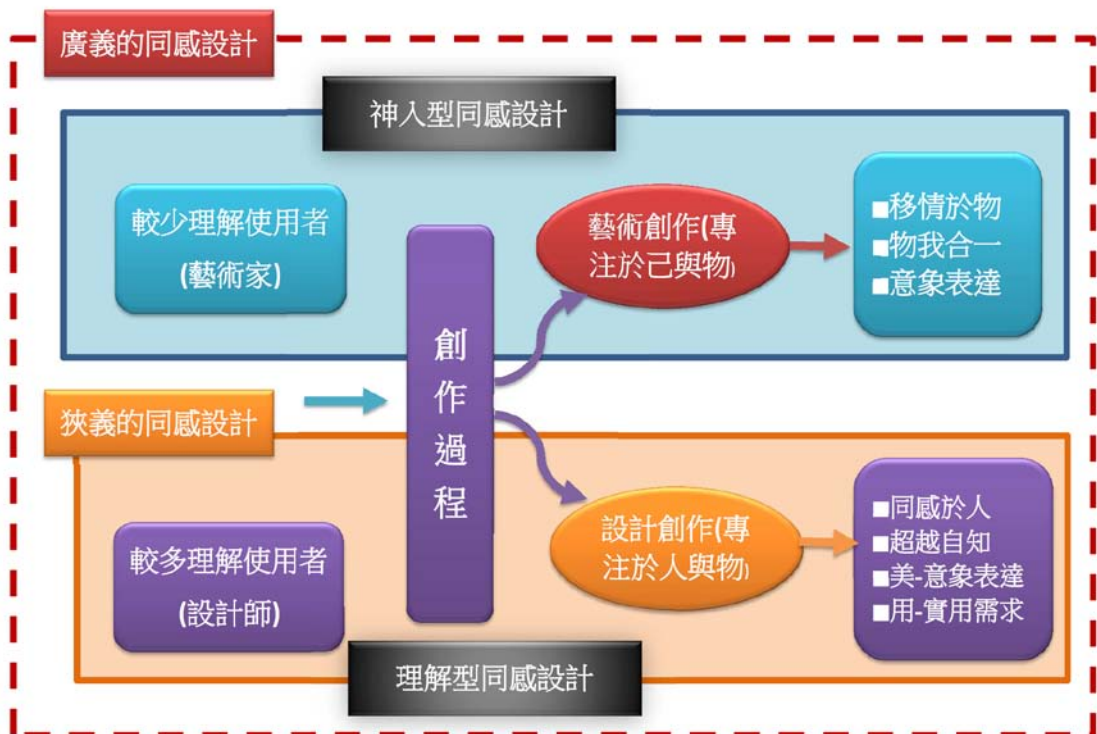 廣義的同感設計
神入型同感設計
較少理解使用者
(藝術家)
創
作
過
程
藝術創作(專
注於己與物)
■移情於物
■物我合一
■意象表達
狹義的同感設計
較多理解使用者
(設計師)
設計創作(專
注於人與物)
■同感於人
■超越自知
■美-意象表達
■用-實用需求
理解型同感設計